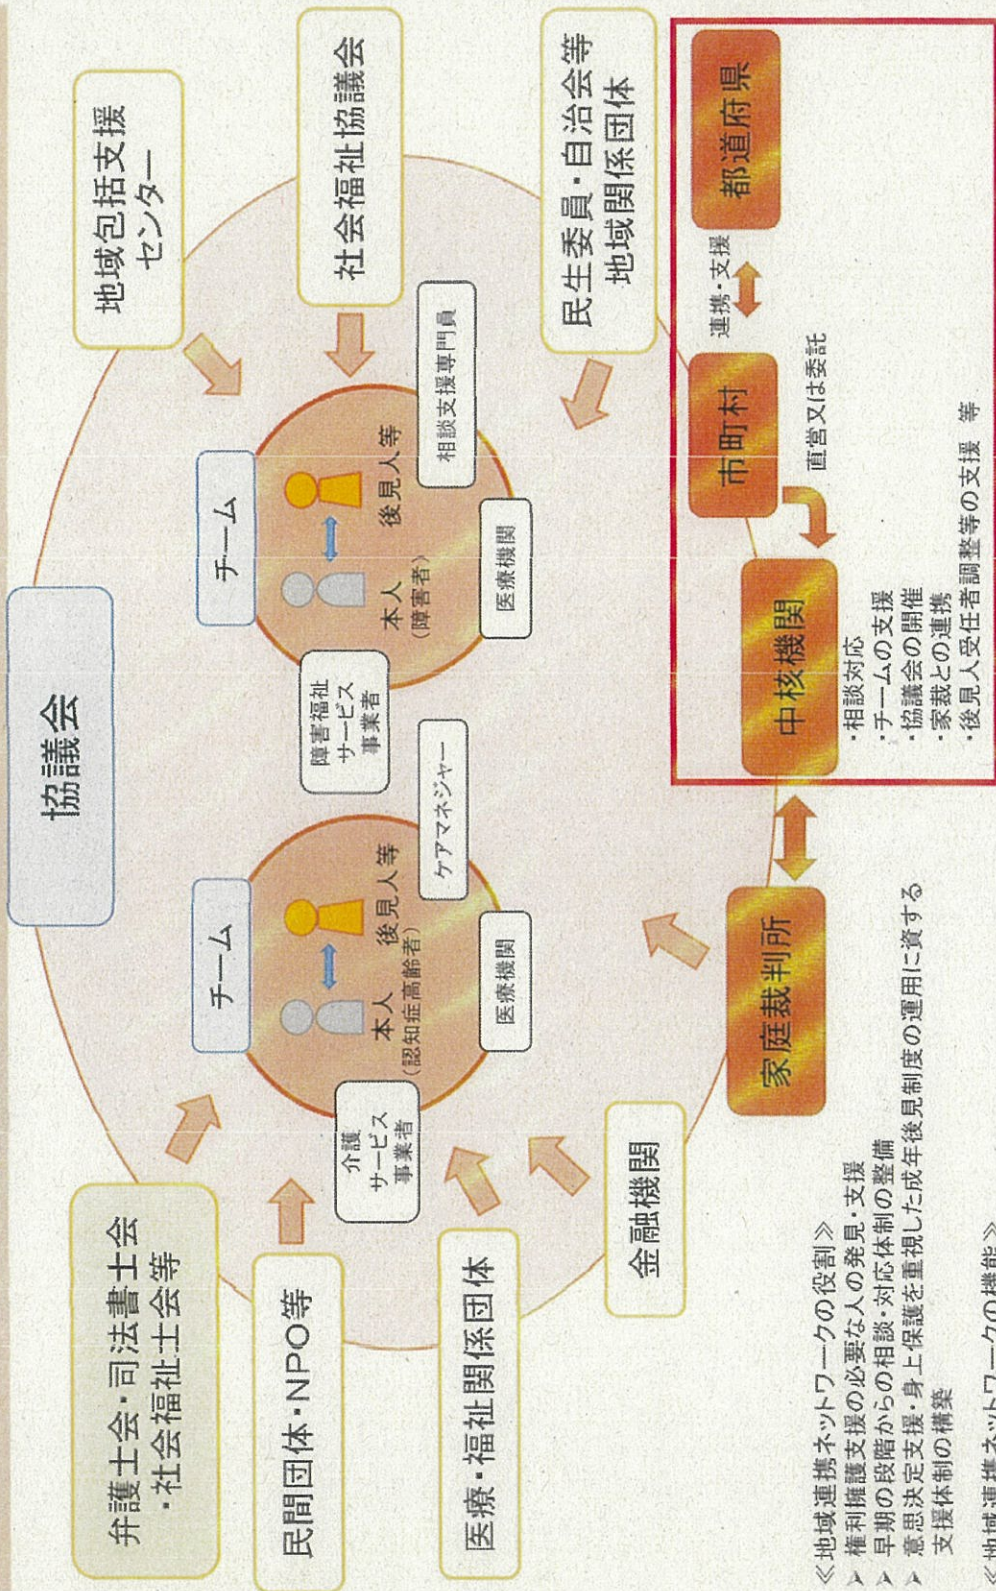 協議会
弁護士会・司法書士会
・社会福祉士会等
民間団体・NPO等
医療・福祉関係団体
金融機関
地域包括支援
センター
社会福祉協議会
民生委員・自治会等
地域関係団体
チーム
本人
(認知症高齢者)
後見人等
介護
サービス
事業者
ケアマネジャー
医療機関
チーム
本人
(障害者)
後見人等
障害福祉
サービス
事業者
相談支援専門員
医療機関
家庭裁判所
中核機関
市町村
都道府県
連携・支援
直営又は委託
・相談対応
・チームの支援
・協議会の開催
・家裁との連携
・後見人受任者調整等の支援 等
≪地域連携ネットワークの役割≫
➤ 権利擁護支援の必要な人の発見・支援
➤ 早期の段階からの相談・対応体制の整備
➤ 意思決定支援・身上保護を重視した成年後見制度の運用に資する
支援体制の構築
≪地域連携ネットワークの機能≫